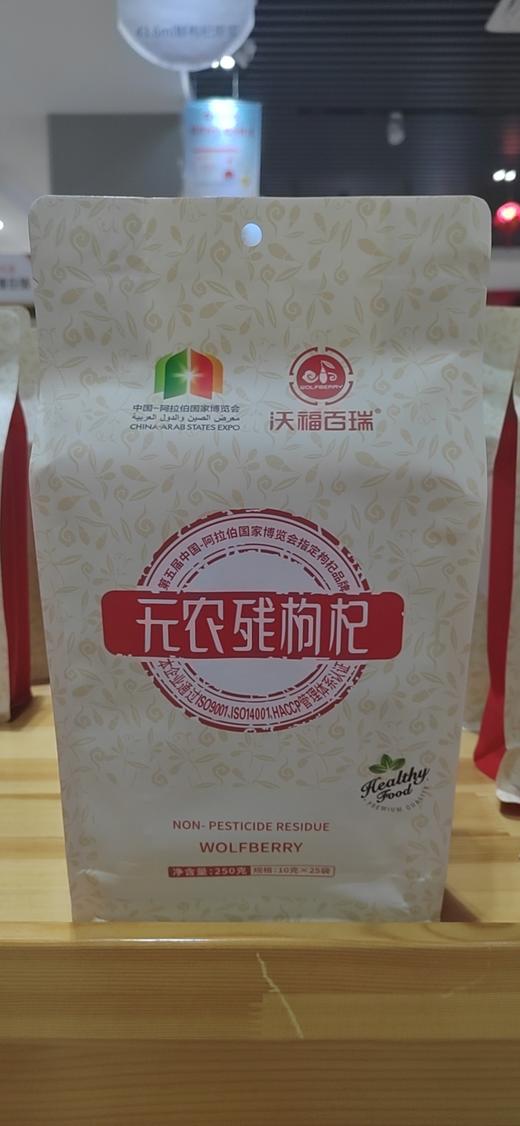 中国-阿拉伯国家博览会
معرض الصين والدول العربية
CHINA-ARAB STATES EXPO
WOLFBERRY
沃福百瑞®
第五届中国-阿拉伯国家博览会指定枸杞品牌
无农残枸杞
本企业通过ISO9001、ISO14001、HACCP管理体系认证
Healthy
Food
PREMIUM QUALITY
NON- PESTICIDE RESIDUE
WOLFBERRY
净含量:250克 规格:10克×25袋